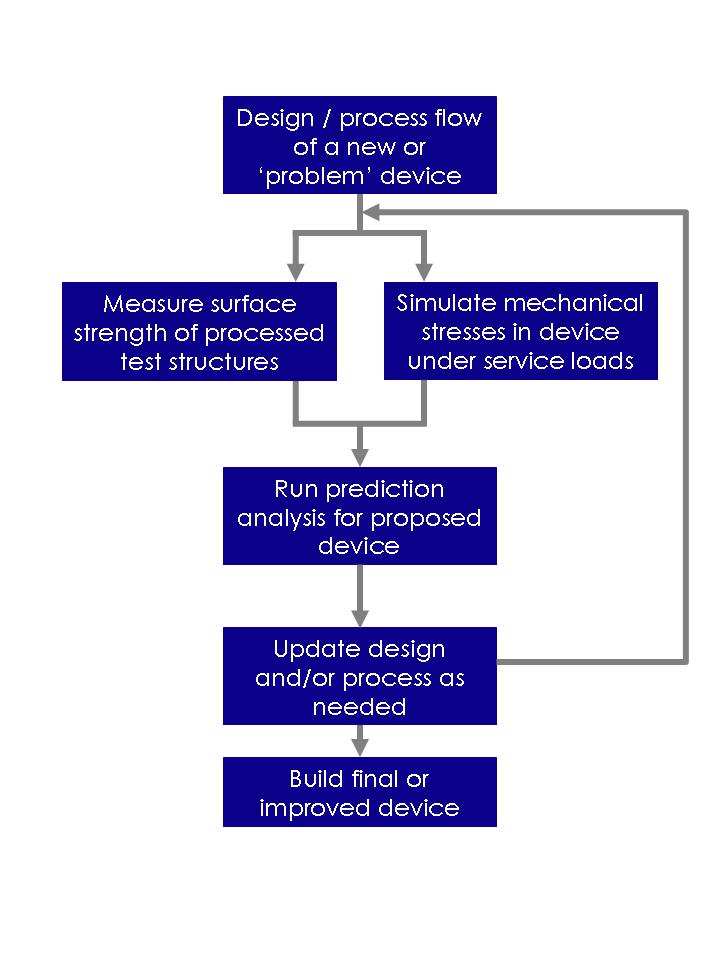 Design / process flow
of a new or
‘problem’ device
Measure surface
strength of processed
test structures
Simulate mechanical
stresses in device
under service loads
Run prediction
analysis for proposed
device
Update design
and/or process as
needed
Build final or
improved device